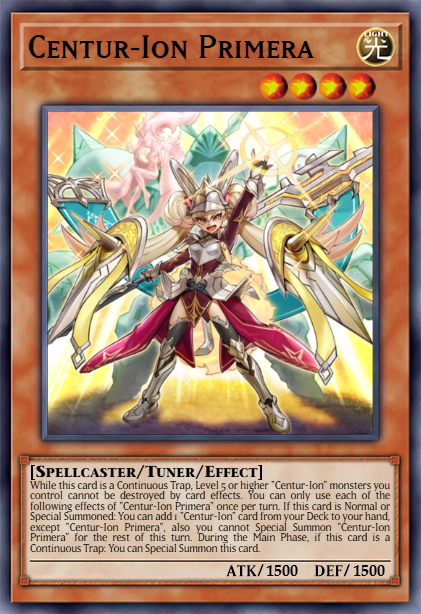 Centur-Ion Primera
LIGHT
光
[Spellcaster/Tuner/Effect]
While this card is a Continuous Trap, Level 5 or higher "Centur-Ion" monsters you
control cannot be destroyed by card effects. You can only use each of the
following effects of "Centur-Ion Primera" once per turn. If this card is Normal or
Special Summoned: You can add 1 "Centur-Ion" card from your Deck to your hand,
except "Centur-Ion Primera", also you cannot Special Summon "Centur-Ion
Primera" for the rest of this turn. During the Main Phase, if this card is a
Continuous Trap: You can Special Summon this card.
ATK/1500 DEF/1500